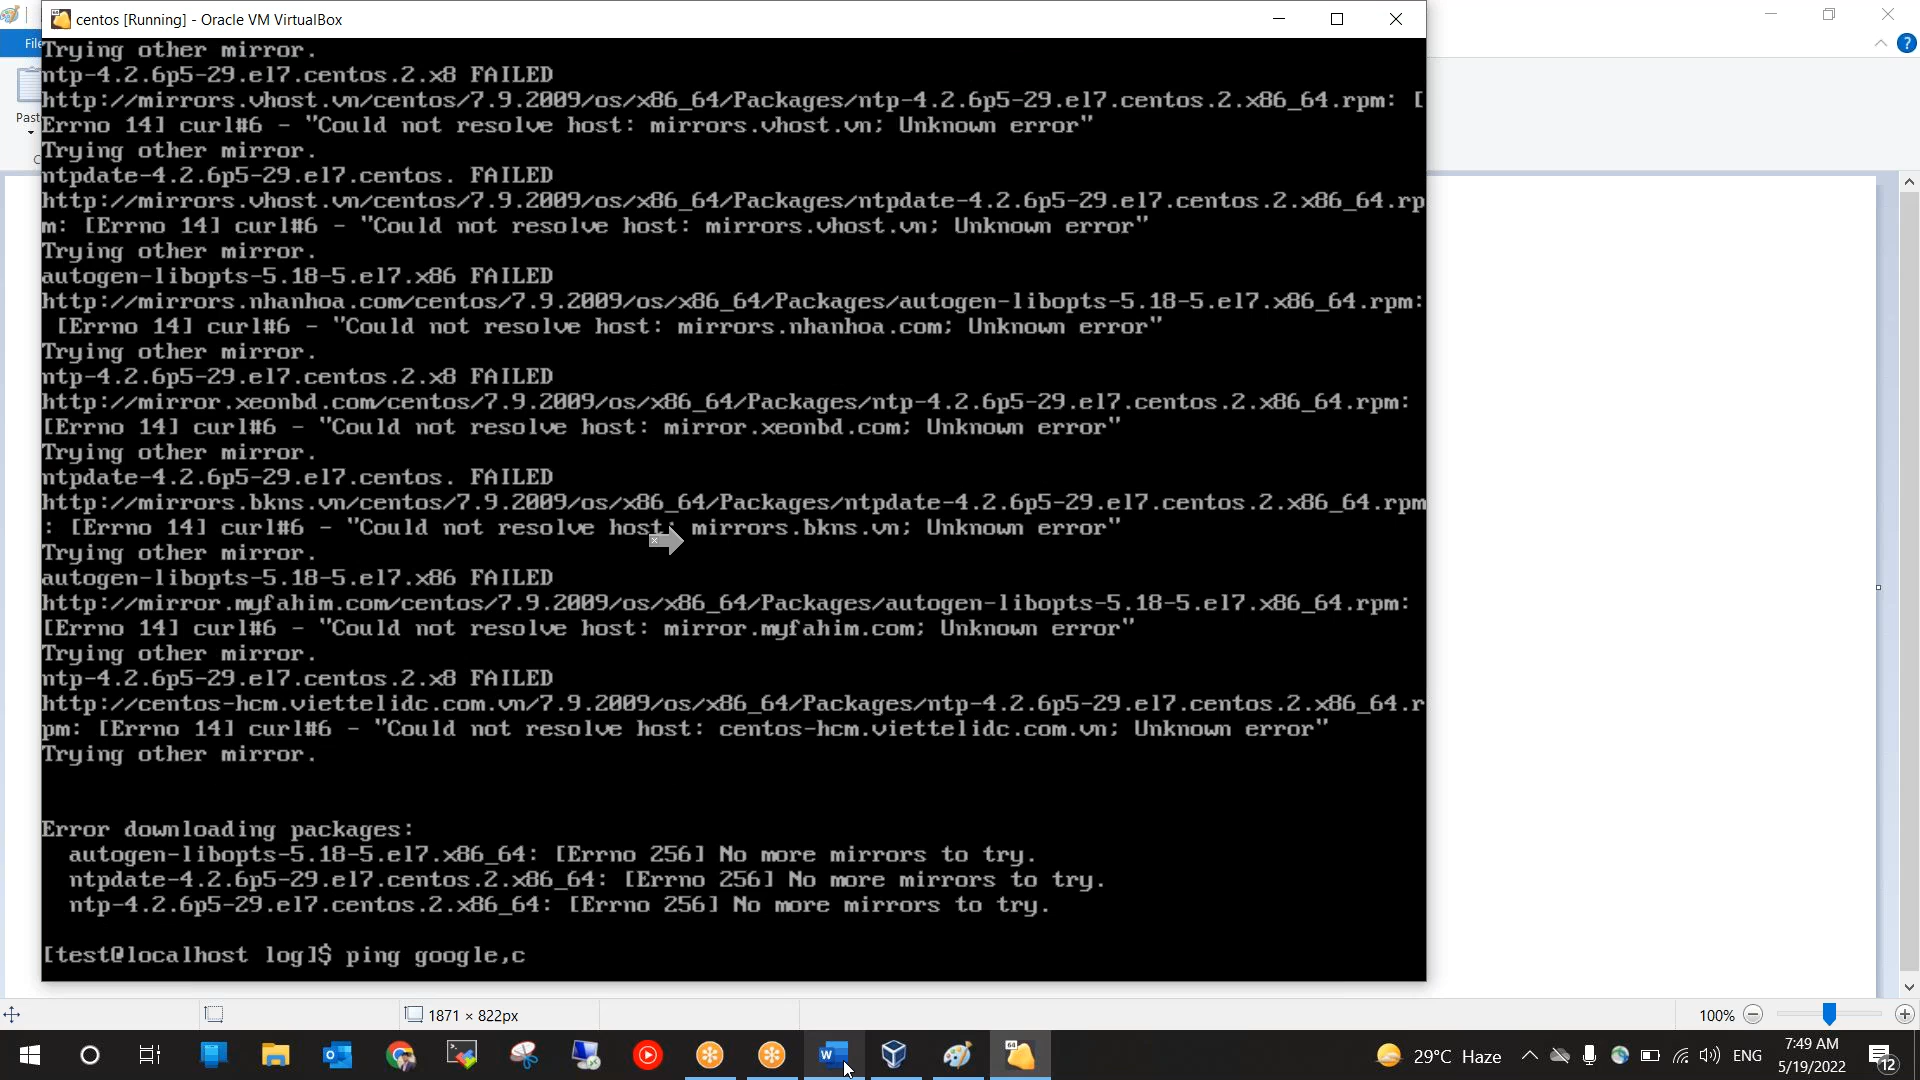 centos [Running] - Oracle VM VirtualBox
File
Trying other mirror.
ntp-4.2.6p5-29.el7.centos.2.x8 FAILED
http://mirrors.vhost.vn/centos/7.9.2009/os/x86_64/Packages/ntp-4.2.6p5-29.el7.centos.2.x86_64.rpm: [
Errno 14] curl#6 - "Could not resolve host: mirrors.vhost.vn; Unknown error"
Trying other mirror.
ntpdate-4.2.6p5-29.el7.centos. FAILED
http://mirrors.vhost.vn/centos/7.9.2009/os/x86_64/Packages/ntpdate-4.2.6p5-29.el7.centos.2.x86_64.rp
m: [Errno 14] curl#6 - "Could not resolve host: mirrors.vhost.vn; Unknown error"
Trying other mirror.
autogen-libopts-5.18-5.el7.x86 FAILED
http://mirrors.nhanhoa.com/centos/7.9.2009/os/x86_64/Packages/autogen-libopts-5.18-5.el7.x86_64.rpm:
[Errno 14] curl#6 - "Could not resolve host: mirrors.nhanhoa.com; Unknown error"
Trying other mirror.
ntp-4.2.6p5-29.el7.centos.2.x8 FAILED
http://mirror.xeonbd.com/centos/7.9.2009/os/x86_64/Packages/ntp-4.2.6p5-29.el7.centos.2.x86_64.rpm:
[Errno 14] curl#6 - "Could not resolve host: mirror.xeonbd.com; Unknown error"
Trying other mirror.
ntpdate-4.2.6p5-29.el7.centos. FAILED
http://mirrors.bkns.vn/centos/7.9.2009/os/x86_64/Packages/ntpdate-4.2.6p5-29.el7.centos.2.x86_64.rpm
: [Errno 14] curl#6 - "Could not resolve host: mirrors.bkns.vn; Unknown error"
Trying other mirror.
autogen-libopts-5.18-5.el7.x86 FAILED
http://mirror.myfahim.com/centos/7.9.2009/os/x86_64/Packages/autogen-libopts-5.18-5.el7.x86_64.rpm:
[Errno 14] curl#6 - "Could not resolve host: mirror.myfahim.com; Unknown error"
Trying other mirror.
ntp-4.2.6p5-29.el7.centos.2.x8 FAILED
http://centos-hcm.viettelidc.com.vn/7.9.2009/os/x86_64/Packages/ntp-4.2.6p5-29.el7.centos.2.x86_64.r
pm: [Errno 14] curl#6 - "Could not resolve host: centos-hcm.viettelidc.com.vn; Unknown error"
Trying other mirror.
Error downloading packages:
autogen-libopts-5.18-5.el7.x86_64: [Errno 256] No more mirrors to try.
ntpdate-4.2.6p5-29.el7.centos.2.x86_64: [Errno 256] No more mirrors to try.
ntp-4.2.6p5-29.el7.centos.2.x86_64: [Errno 256] No more mirrors to try.
[test@localhost log]$ ping google,c
1871 × 822px
100%
29°C Haze
ENG
7:49 AM
5/19/2022
12